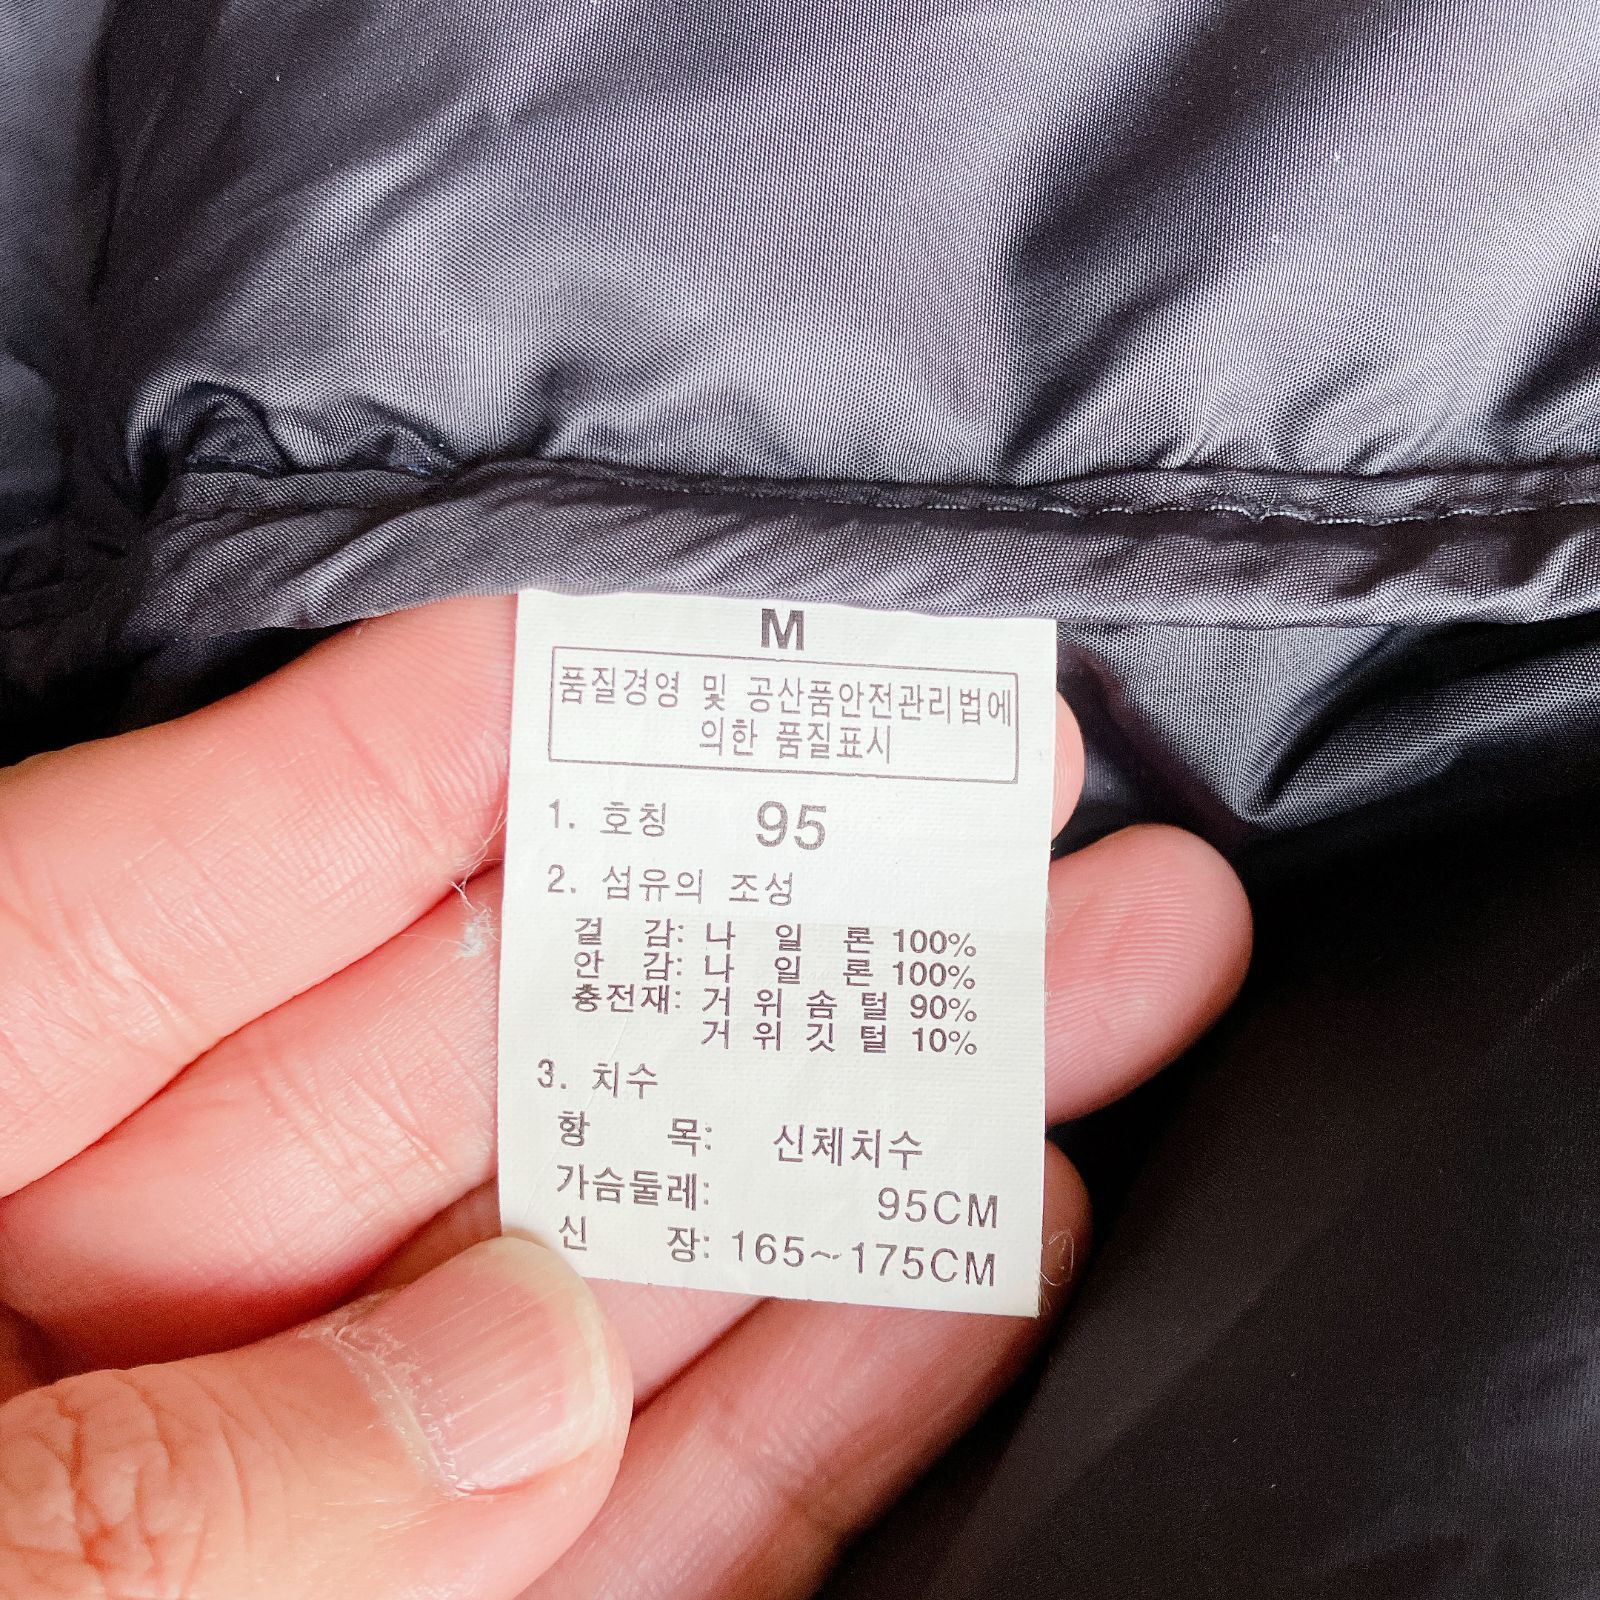 M
품질경영 및 공산품안전관리법에
의한 품질표시
1. 호칭 95
2. 섬유의 조성
겉 감: 나 일 론 100%
안 감: 나 일 론 100%
충전재: 거 위 솜 털 90%
거 위 깃 털 10%
3. 치수
항 목: 신체치수
가슴둘레: 95CM
신 장: 165~175CM